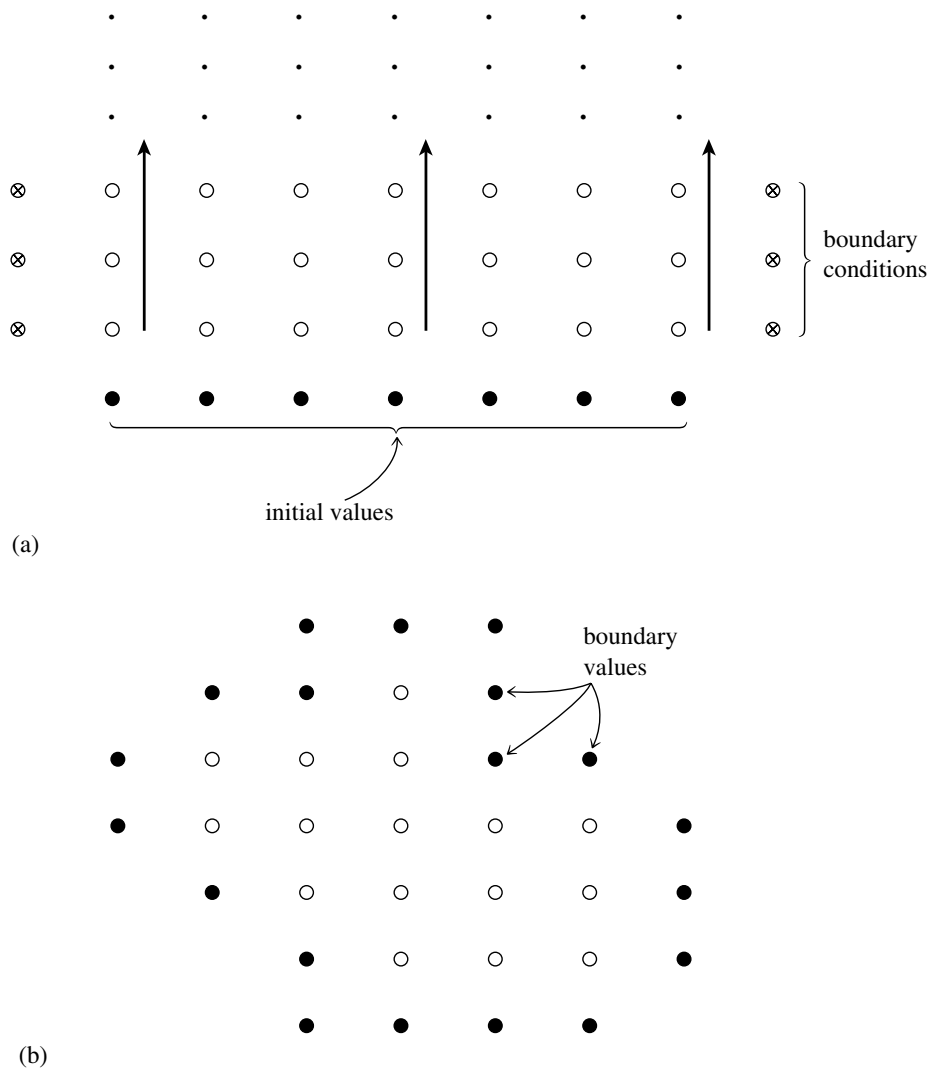 boundary
conditions
initial values
(a)
boundary
values
(b)